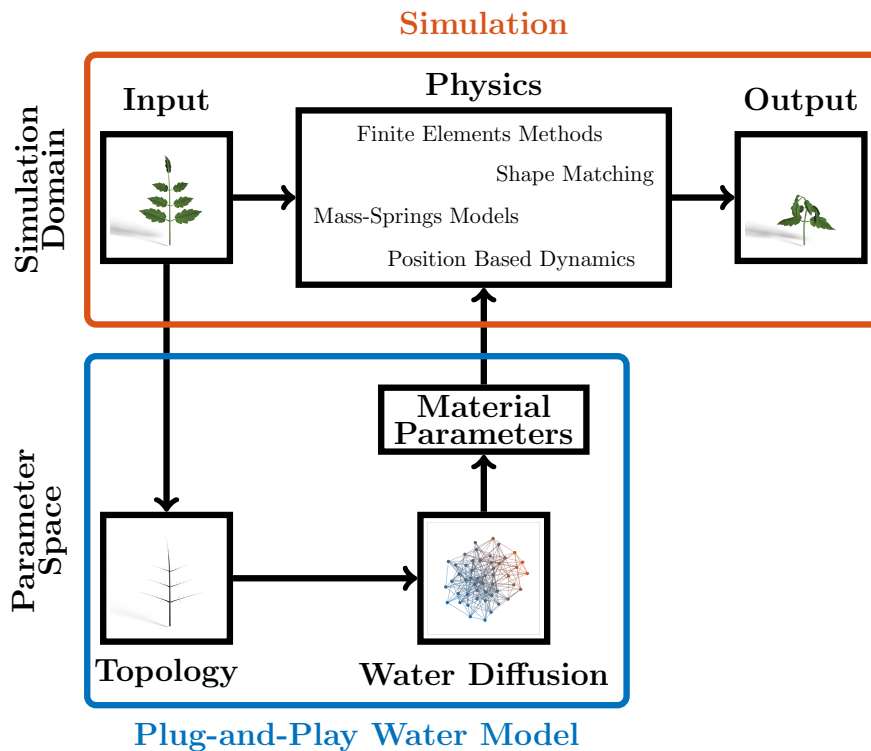 Simulation
Input
Physics
Output
Simulation
Domain
Finite Elements Methods
Shape Matching
Mass-Springs Models
Position Based Dynamics
Material
Parameters
Parameter
Space
Topology
Water Diffusion
Plug-and-Play Water Model